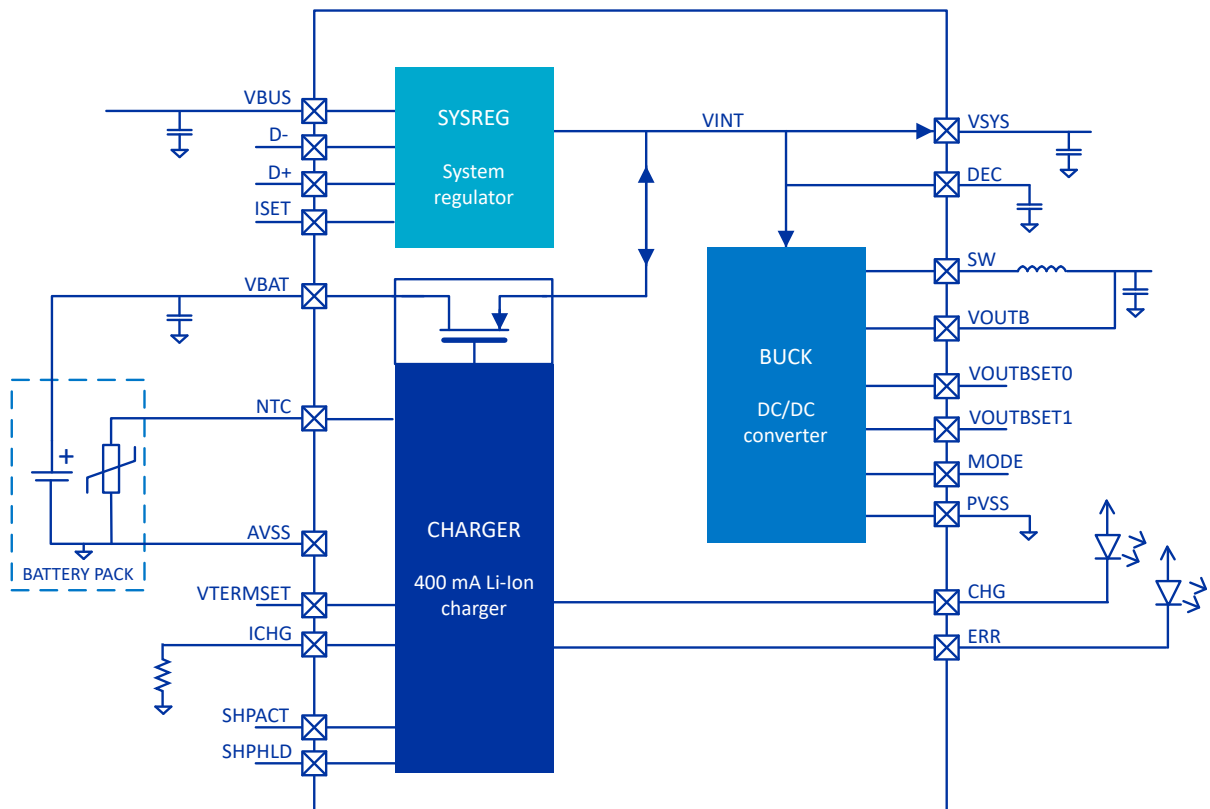 VBUS
D-
D+
ISET
SYSREG
System
regulator
VINT
VSYS
DEC
VBAT
NTC
AVSS
+
BATTERY PACK
VTERMSET
ICHG
SHPACT
SHPHLD
CHARGER
400 mA Li-Ion
charger
BUCK
DC/DC
converter
SW
VOUTB
VOUTBSET0
VOUTBSET1
MODE
PVSS
CHG
ERR